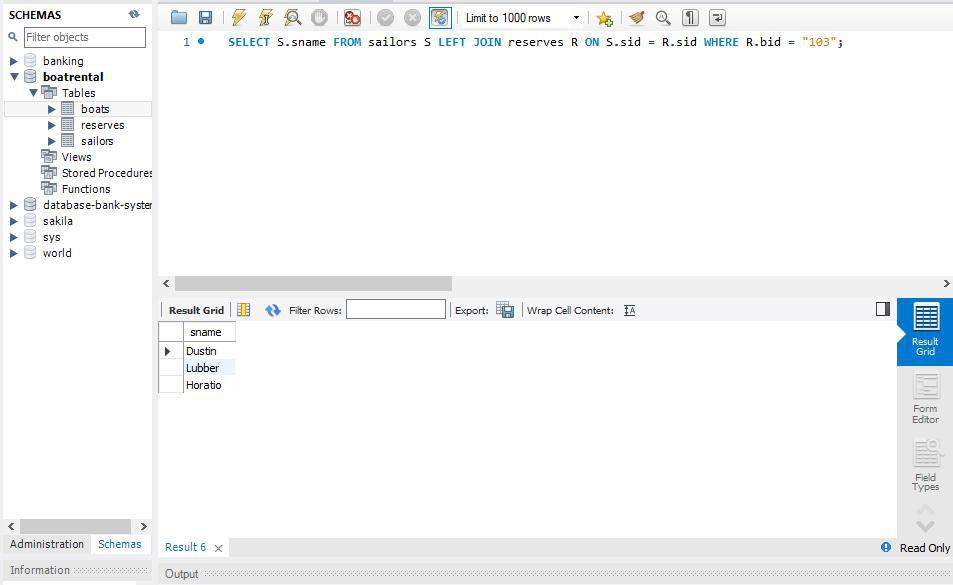 SCHEMAS
Filter objects
banking
boatrental
Tables
boats
reserves
sailors
Views
Stored Procedures
Functions
database-bank-syster
sakila
sys
world
Administration Schemas
Information
Limit to 1000 rows
1 SELECT S.sname FROM sailors S LEFT JOIN reserves R ON S.sid = R.sid WHERE R.bid = "103";
Result Grid Filter Rows: Export: Wrap Cell Content:
sname
Dustin
Lubber
Horatio
Result
Grid
Form
Editor
Field
Types
Result 6
Read Only
Output